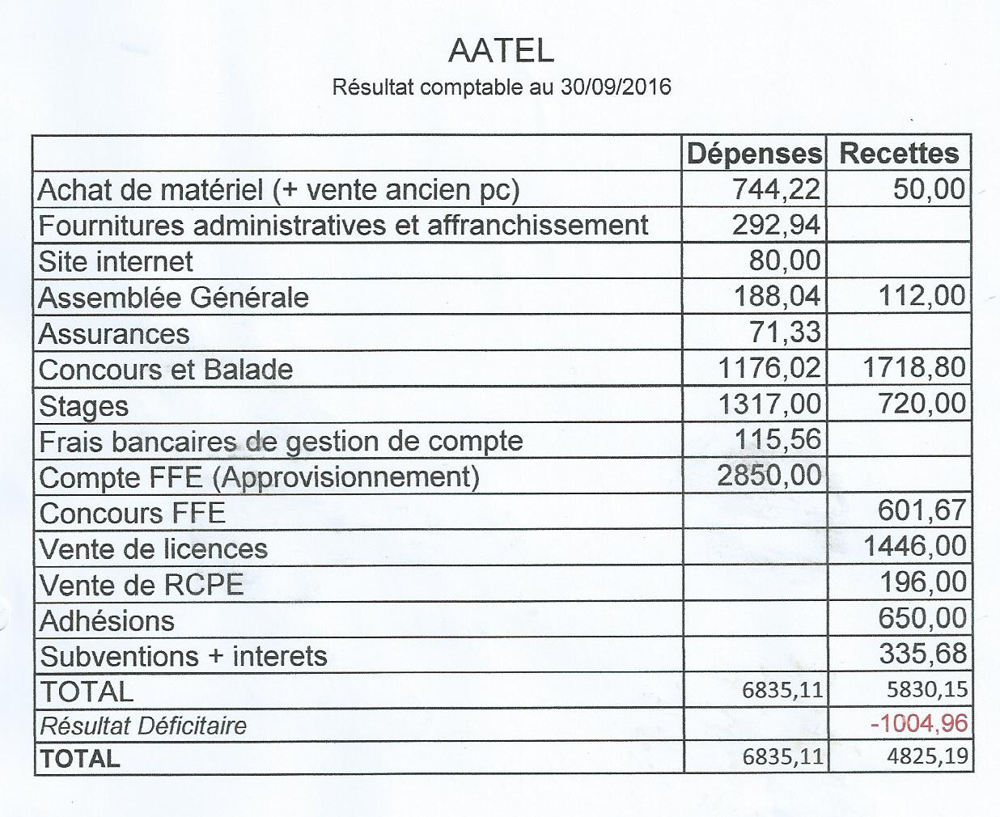 AATEL
Résultat comptable au 30/09/2016
Dépenses Recettes
Achat de matériel (+ vente ancien pc) 744,22 50,00
Fournitures administratives et affranchissement 292,94
Site internet 80,00
Assemblée Générale 188,04 112,00
Assurances 71,33
Concours et Balade 1176,02 1718,80
Stages 1317,00 720,00
Frais bancaires de gestion de compte 115,56
Compte FFE (Approvisionnement) 2850,00
Concours FFE 601,67
Vente de licences 1446,00
Vente de RCPE 196,00
Adhésions 650,00
Subventions + interets 335,68
TOTAL 6835,11 5830,15
Résultat Déficitaire -1004,96
TOTAL 6835,11 4825,19